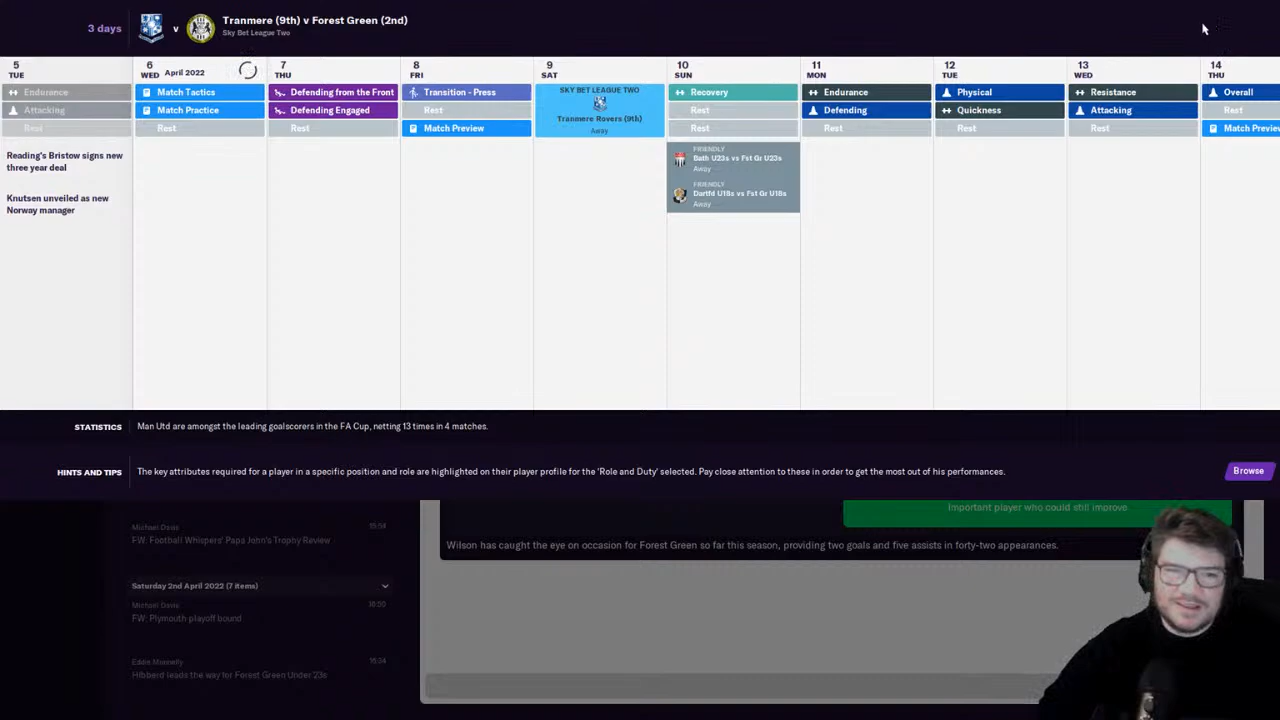 3 days
v
Tranmere (9th) v Forest Green (2nd)
Sky Bet League Two
5
TUE
Endurance
Attacking
Rest
Reading's Bristow signs new
three year deal
Knutsen unveiled as new
Norway manager
6
WED April 2022
Match Tactics
Match Practice
Rest
7
THU
Defending from the Front
Defending Engaged
Rest
8
FRI
Transition - Press
Rest
Match Preview
9
SAT
SKY BET LEAGUE TWO
Tranmere Rovers (9th)
Away
10
SUN
Recovery
Rest
Rest
FRIENDLY
Bath U23s vs Fst Gr U23s
Away
FRIENDLY
Dartfd U18s vs Fst Gr U18s
Away
11
MON
Endurance
Defending
Rest
12
TUE
Physical
Quickness
Rest
13
WED
Resistance
Attacking
Rest
14
THU
Overall
Rest
Match Preview
STATISTICS
Man Utd are amongst the leading goalscorers in the FA Cup, netting 13 times in 4 matches.
HINTS AND TIPS
The key attributes required for a player in a specific position and role are highlighted on their player profile for the 'Role and Duty' selected. Pay close attention to these in order to get the most out of his performances.
Browse
Michael Davis
FW: Football Whispers' Papa John's Trophy Review
Saturday 2nd April 2022 (7 items)
Michael Davis
FW: Plymouth playoff bound
Hibberd leads the way for Forest Green Under 23s
Important player who could still improve
Wilson has caught the eye on occasion for Forest Green so far this season, providing two goals and five assists in forty-two appearances.